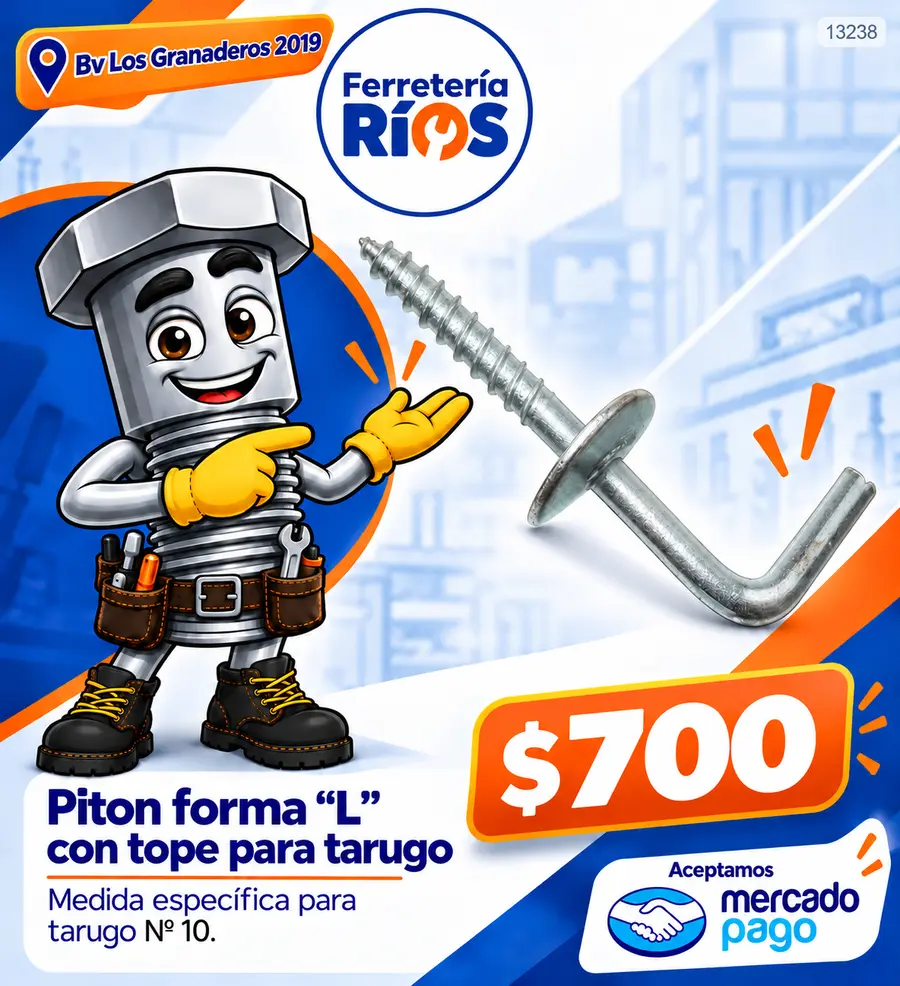 Bv Los Granaderos 2019
Ferretería
RÍOS
13238
$700
Piton forma “L”
con tope para tarugo
Medida específica para
tarugo Nº 10.
Aceptamos
mercado
pago